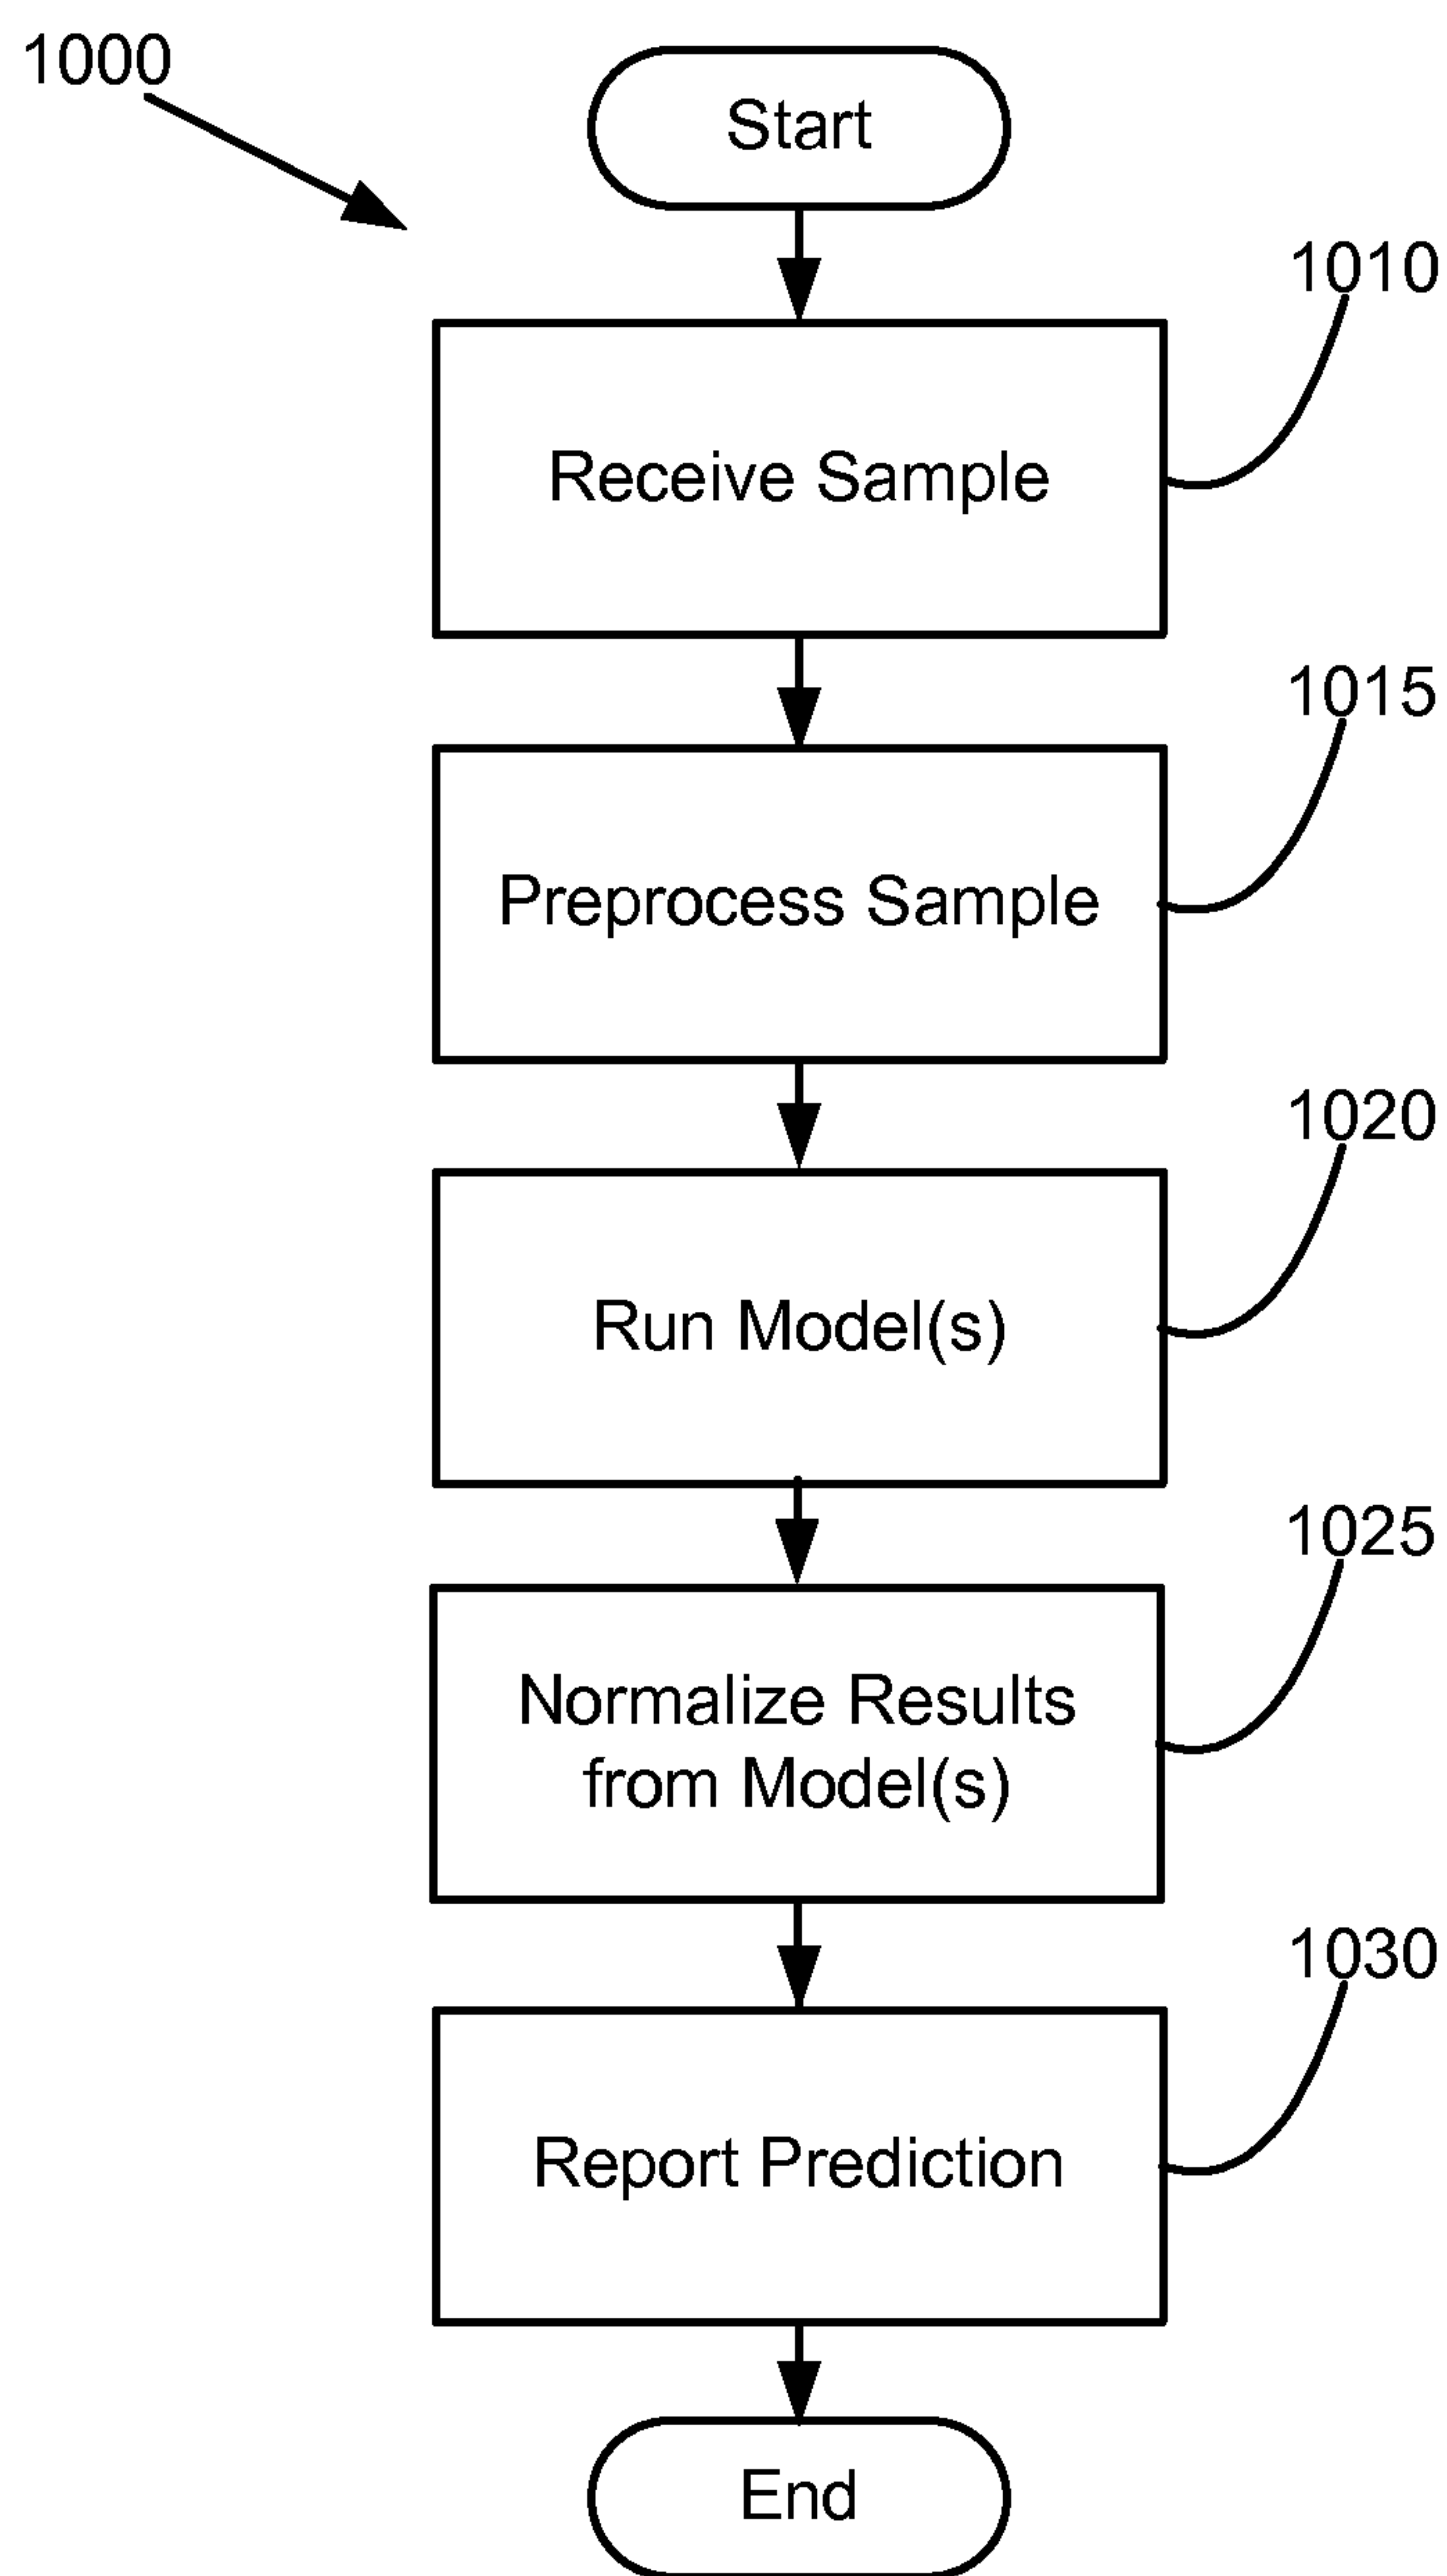 1000
Start
1010
Receive Sample
1015
Preprocess Sample
1020
Run Model(s)
1025
Normalize Results
from Model(s)
1030
Report Prediction
End